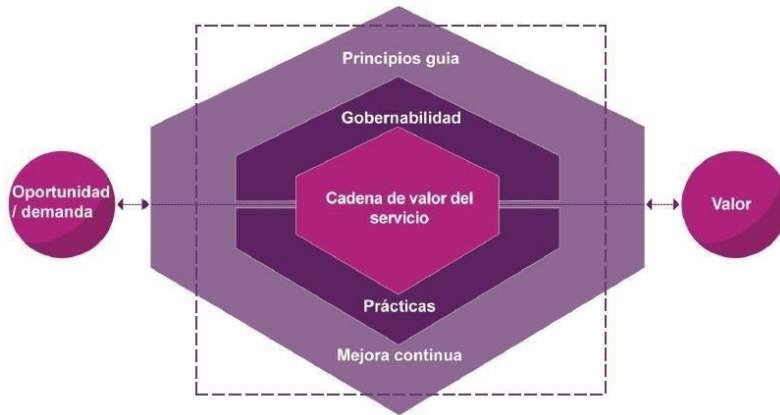 Principios guia
Gobernabilidad
Oportunidad
/ demanda
Cadena de valor del
servicio
Valor
Prácticas
Mejora continua